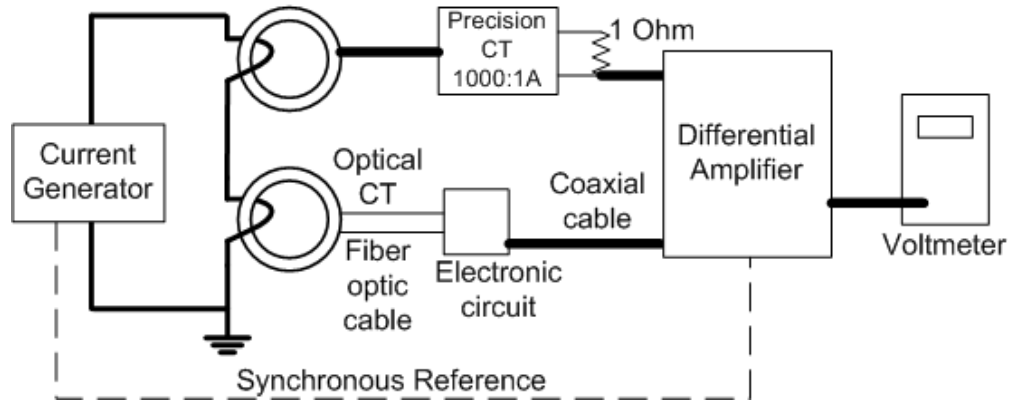 Precision
CT
1000:1A
1 Ohm
Current
Generator
Differential
Amplifier
Optical
CT
Coaxial
cable
Voltmeter
Fiber
optic
cable
Electronic
circuit
Synchronous Reference